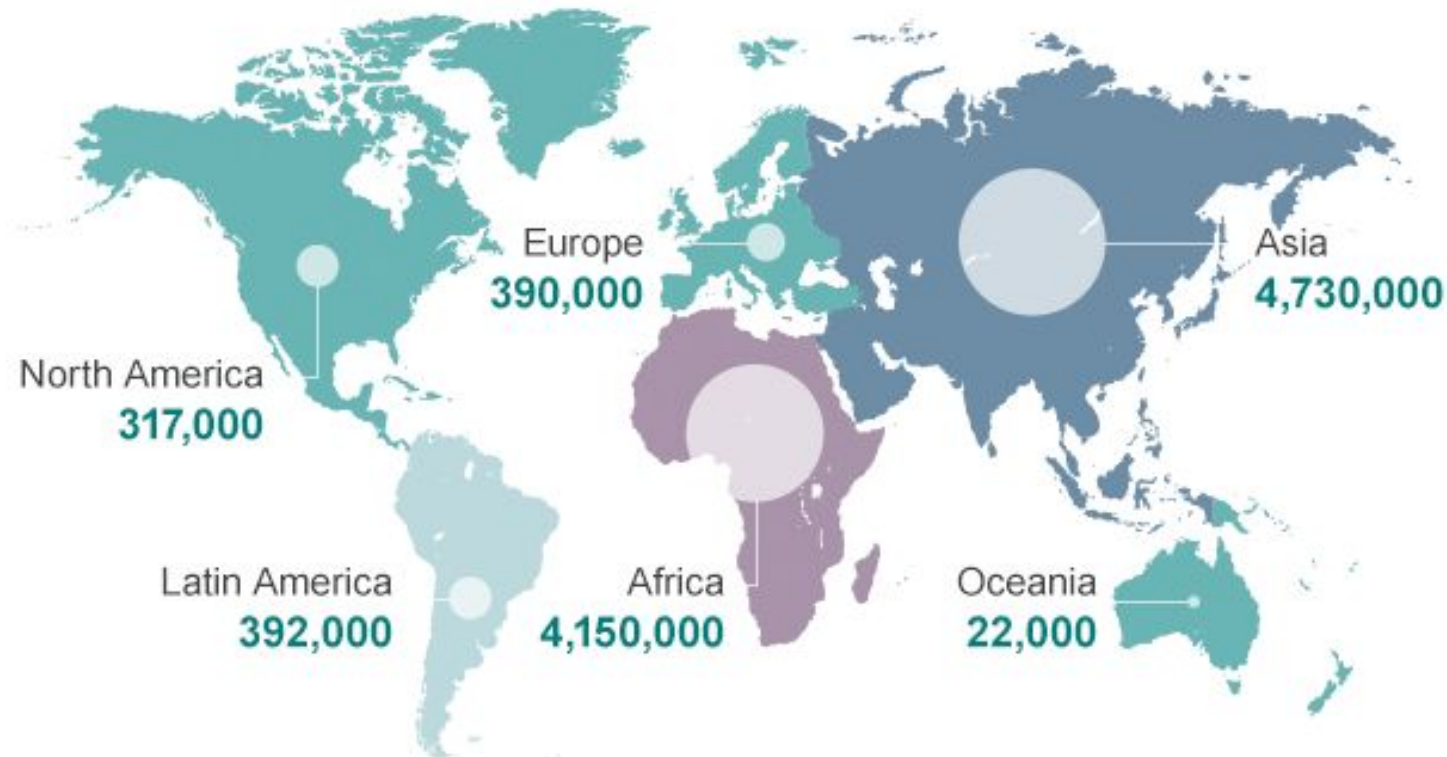 Europe
390,000
Asia
4,730,000
North America
317,000
Latin America
392,000
Africa
4,150,000
Oceania
22,000